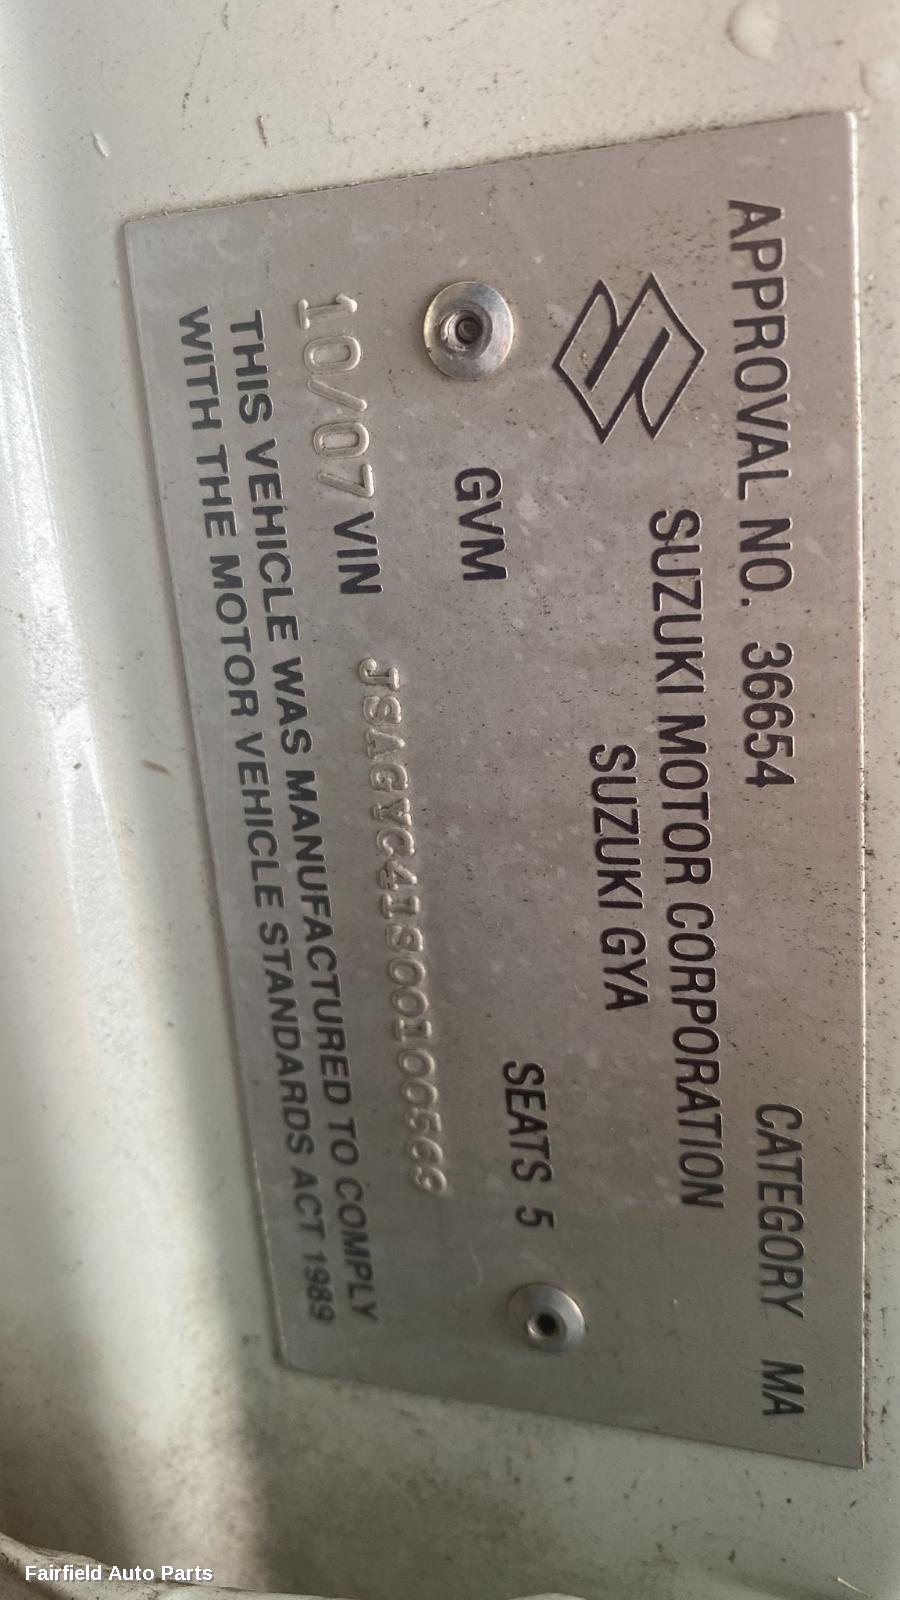 APPROVAL NO. 36654 CATEGORY MA
SUZUKI MOTOR CORPORATION
SUZUKI GYA
GVM SEATS 5
10/07 VIN JSAGYC41S00100569
THIS VEHICLE WAS MANUFACTURED TO COMPLY
WITH THE MOTOR VEHICLE STANDARDS ACT 1989
Fairfield Auto Parts